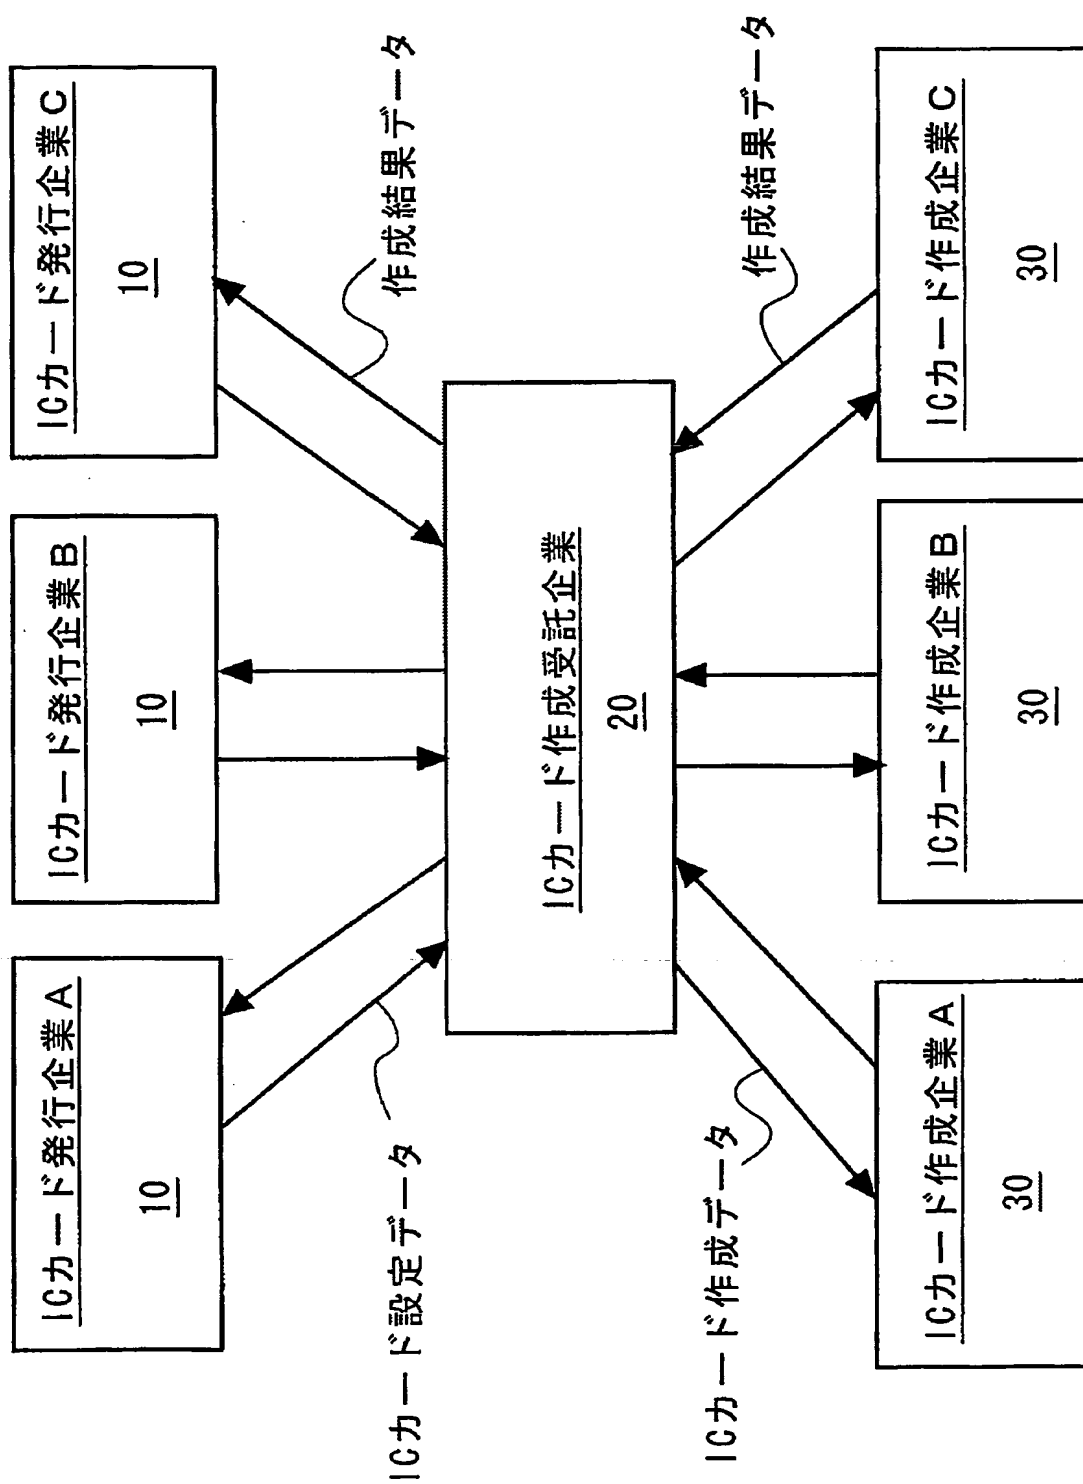 ICカード発行企業A
10
ICカード発行企業B
10
ICカード発行企業C
10
ICカード設定データ
作成結果データ
ICカード作成受託企業
20
ICカード作成データ
作成結果データ
ICカード作成企業A
30
ICカード作成企業B
30
ICカード作成企業C
30